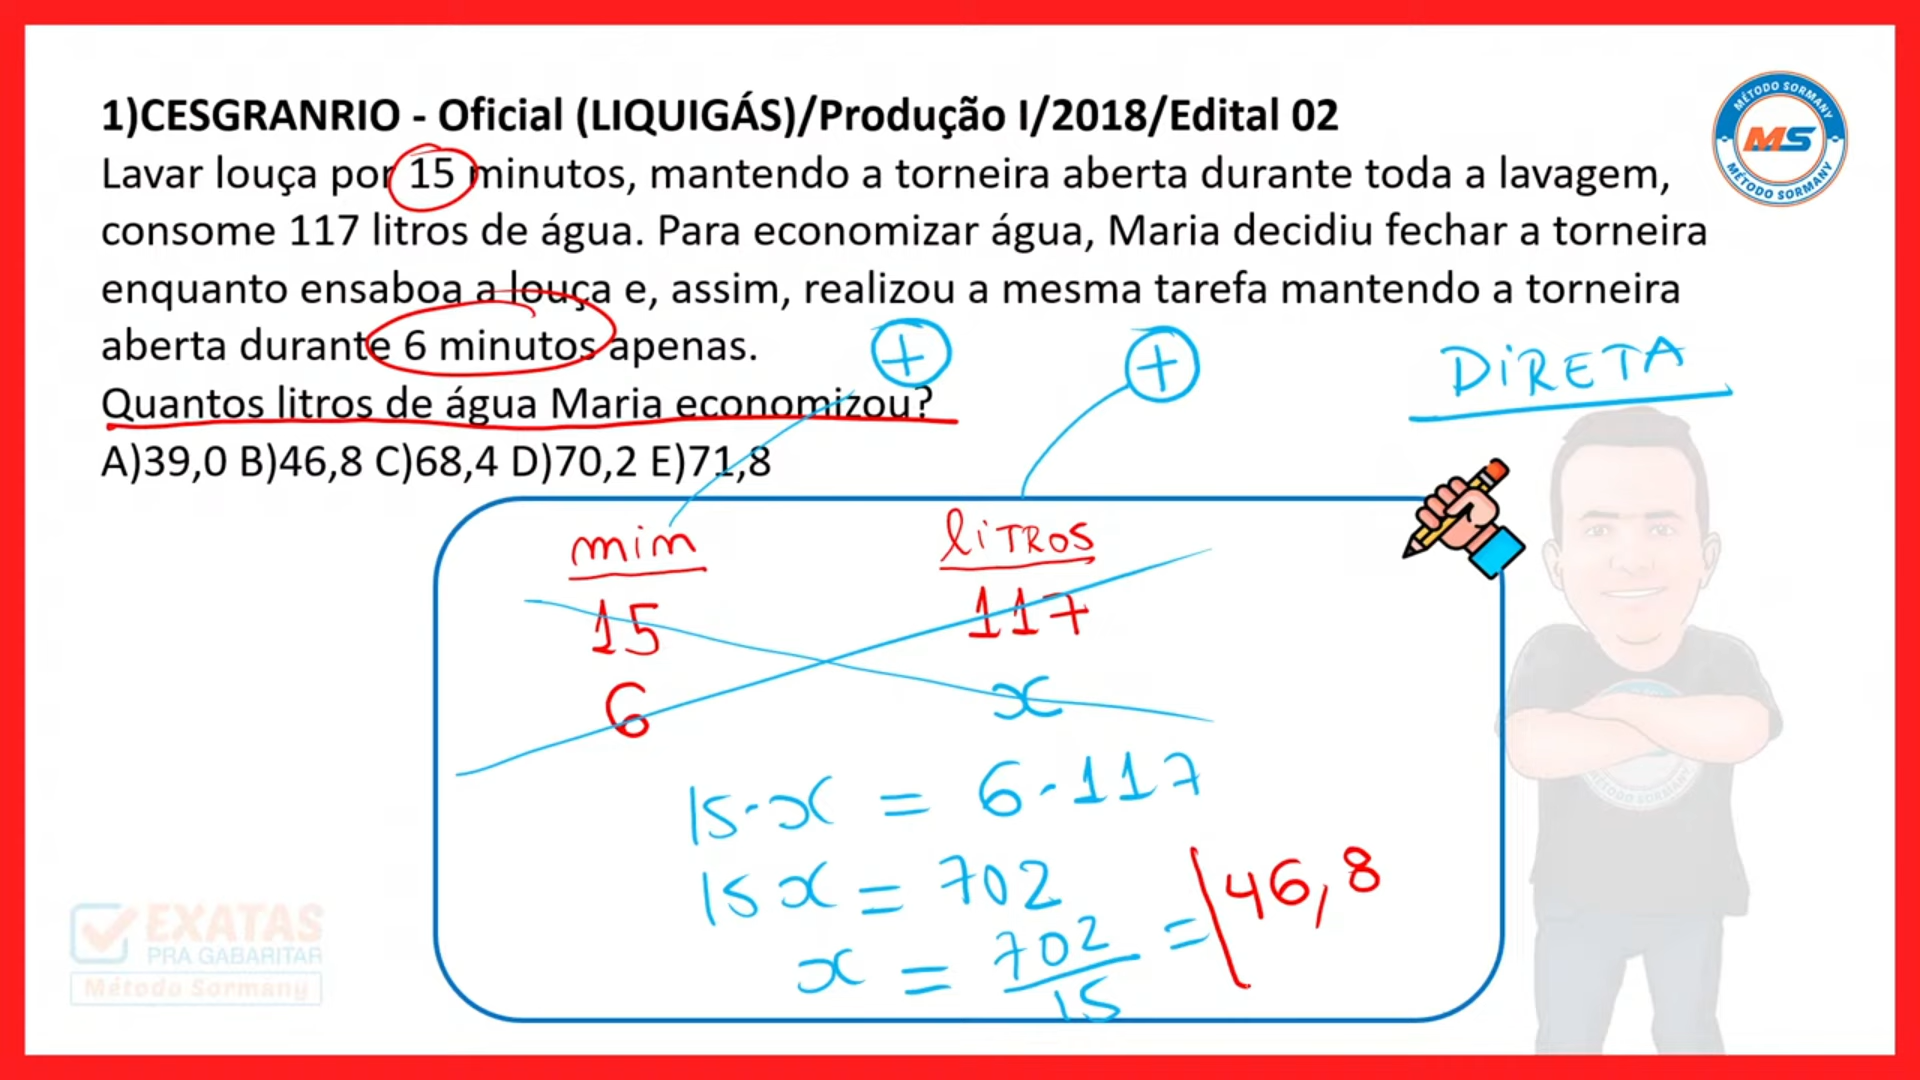 1)CESGRANRIO - Oficial (LIQUIGÁS)/Produção I/2018/Edital 02
Lavar louça por 15 minutos, mantendo a torneira aberta durante toda a lavagem,
consome 117 litros de água. Para economizar água, Maria decidiu fechar a torneira
enquanto ensaboa a louça e, assim, realizou a mesma tarefa mantendo a torneira
aberta durante 6 minutos apenas.
Quantos litros de água Maria economizou?
A)39,0 B)46,8 C)68,4 D)70,2 E)71,8
MÉTODO SORMANY
MS
MÉTODO SORMANY
+ +
DIRETA
min litros
15 117
6 x
15·x = 6·117
15x = 702
x = 702/15 = 46,8
EXATAS
PRA GABARITAR
Método Sormany
MÉTODO SORMANY